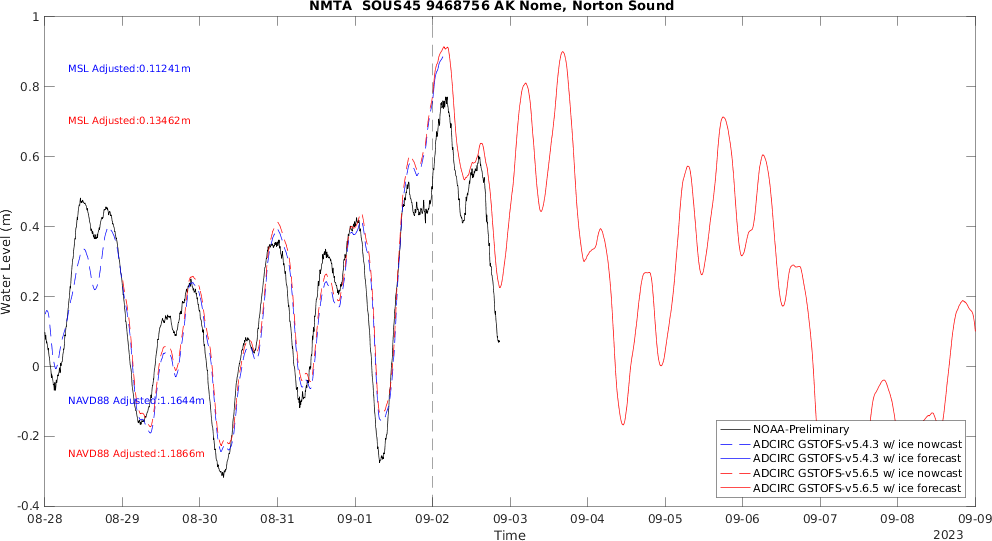 NMTA  SOUS45 9468756 AK Nome, Norton Sound
1
0.8
0.6
0.4
0.2
0
-0.2
-0.4
Water Level (m)
MSL Adjusted:0.11241m
MSL Adjusted:0.13462m
NAVD88 Adjusted:1.1644m
NAVD88 Adjusted:1.1866m
NOAA-Preliminary
ADCIRC GSTOFS-v5.4.3 w/ ice nowcast
ADCIRC GSTOFS-v5.4.3 w/ ice forecast
ADCIRC GSTOFS-v5.6.5 w/ ice nowcast
ADCIRC GSTOFS-v5.6.5 w/ ice forecast
08-28 08-29 08-30 08-31 09-01 09-02 09-03 09-04 09-05 09-06 09-07 09-08 09-09
Time
2023